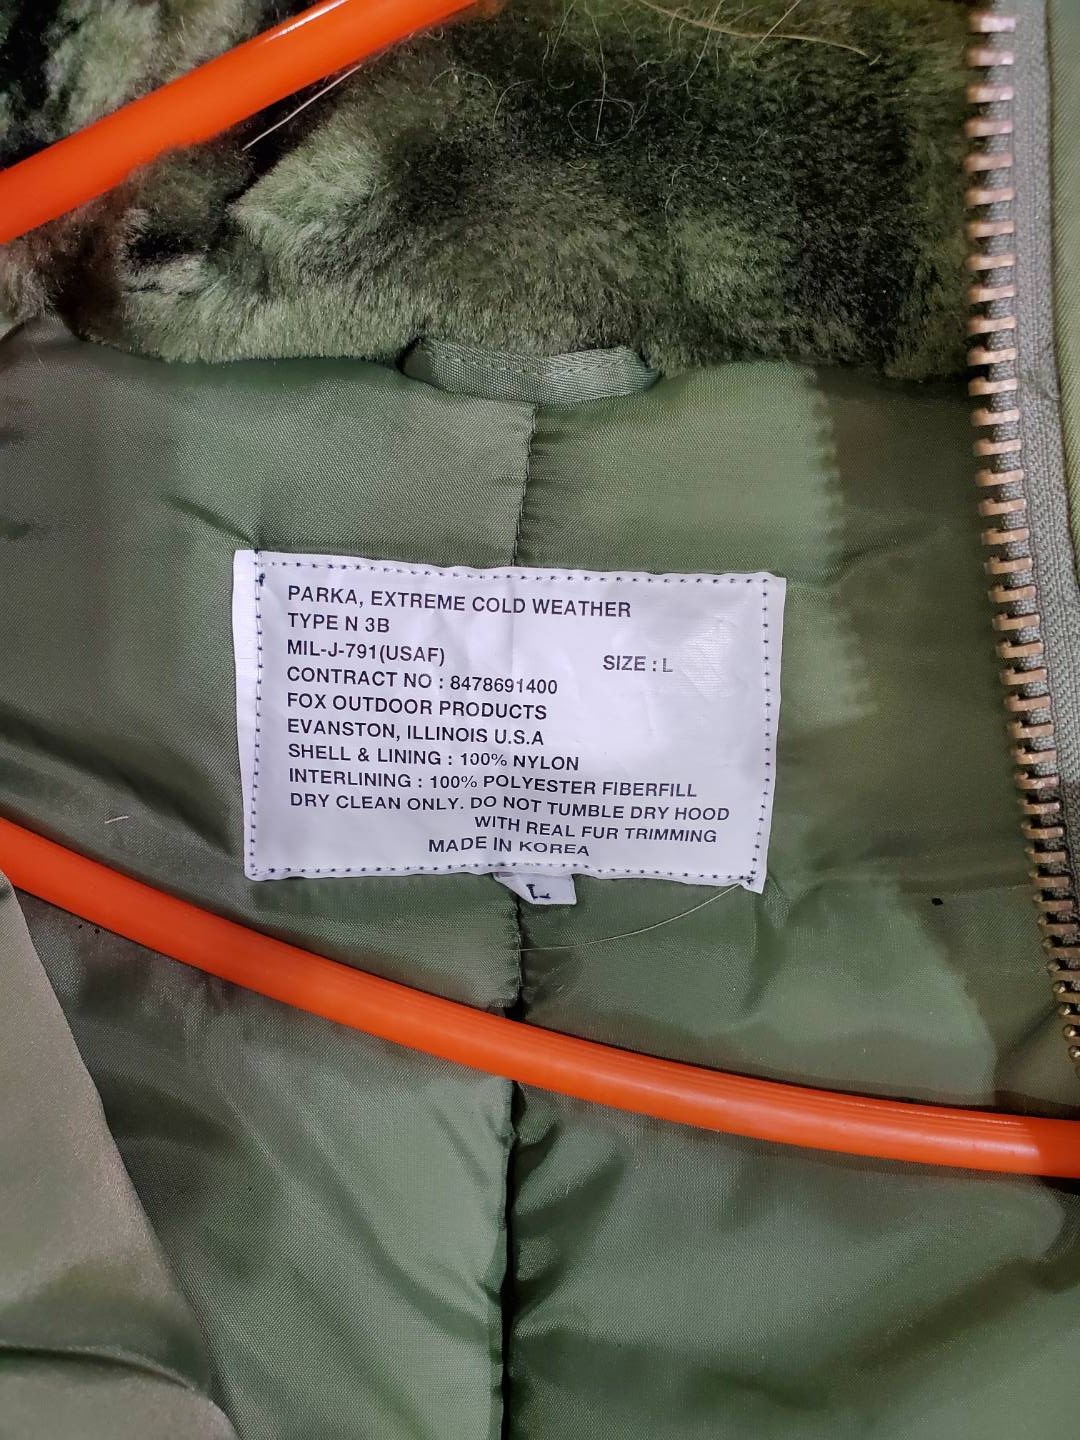 PARKA, EXTREME COLD WEATHER
TYPE N 3B
MIL-J-791(USAF) SIZE : L
CONTRACT NO : 8478691400
FOX OUTDOOR PRODUCTS
EVANSTON, ILLINOIS U.S.A
SHELL & LINING : 100% NYLON
INTERLINING : 100% POLYESTER FIBERFILL
DRY CLEAN ONLY. DO NOT TUMBLE DRY HOOD
WITH REAL FUR TRIMMING
MADE IN KOREA
L